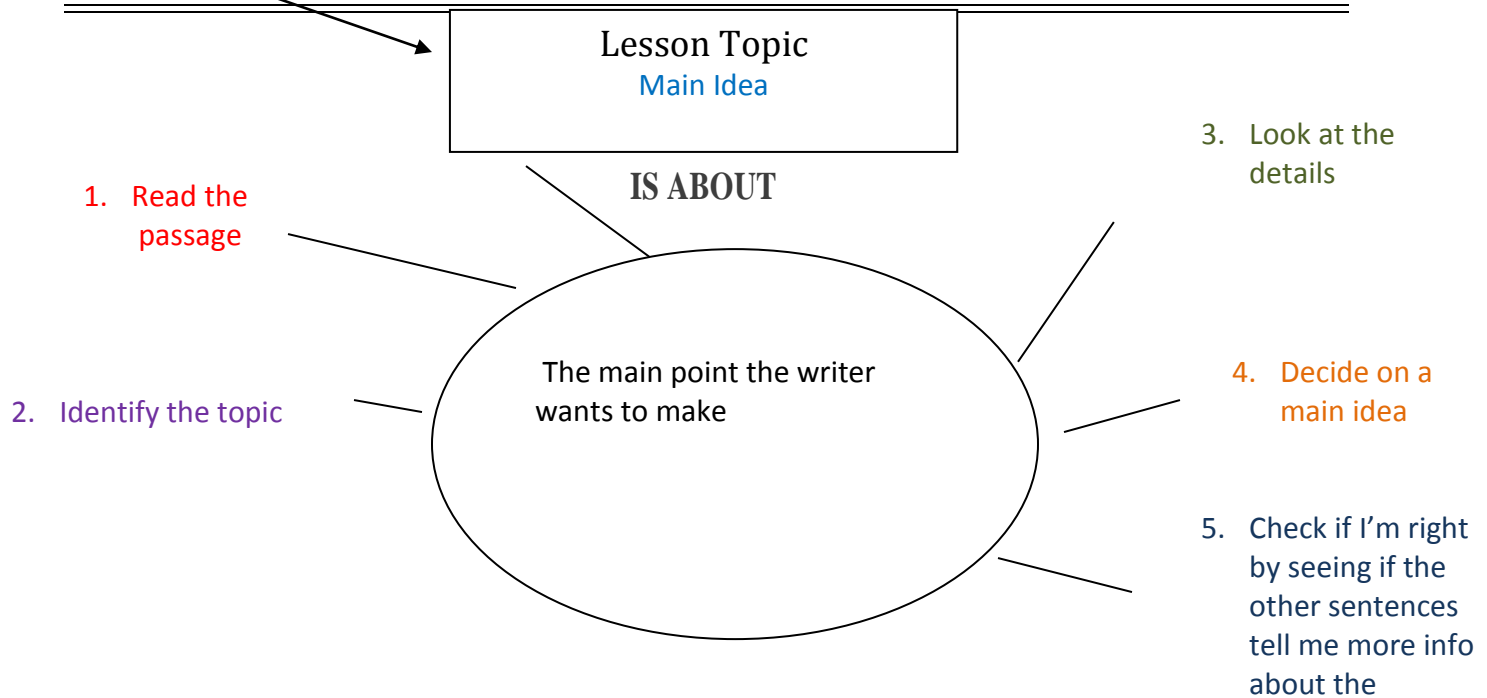 Lesson Topic
Main Idea
IS ABOUT
1. Read the
passage
2. Identify the topic
The main point the writer
wants to make
3. Look at the
details
4. Decide on a
main idea
5. Check if I’m right
by seeing if the
other sentences
tell me more info
about the